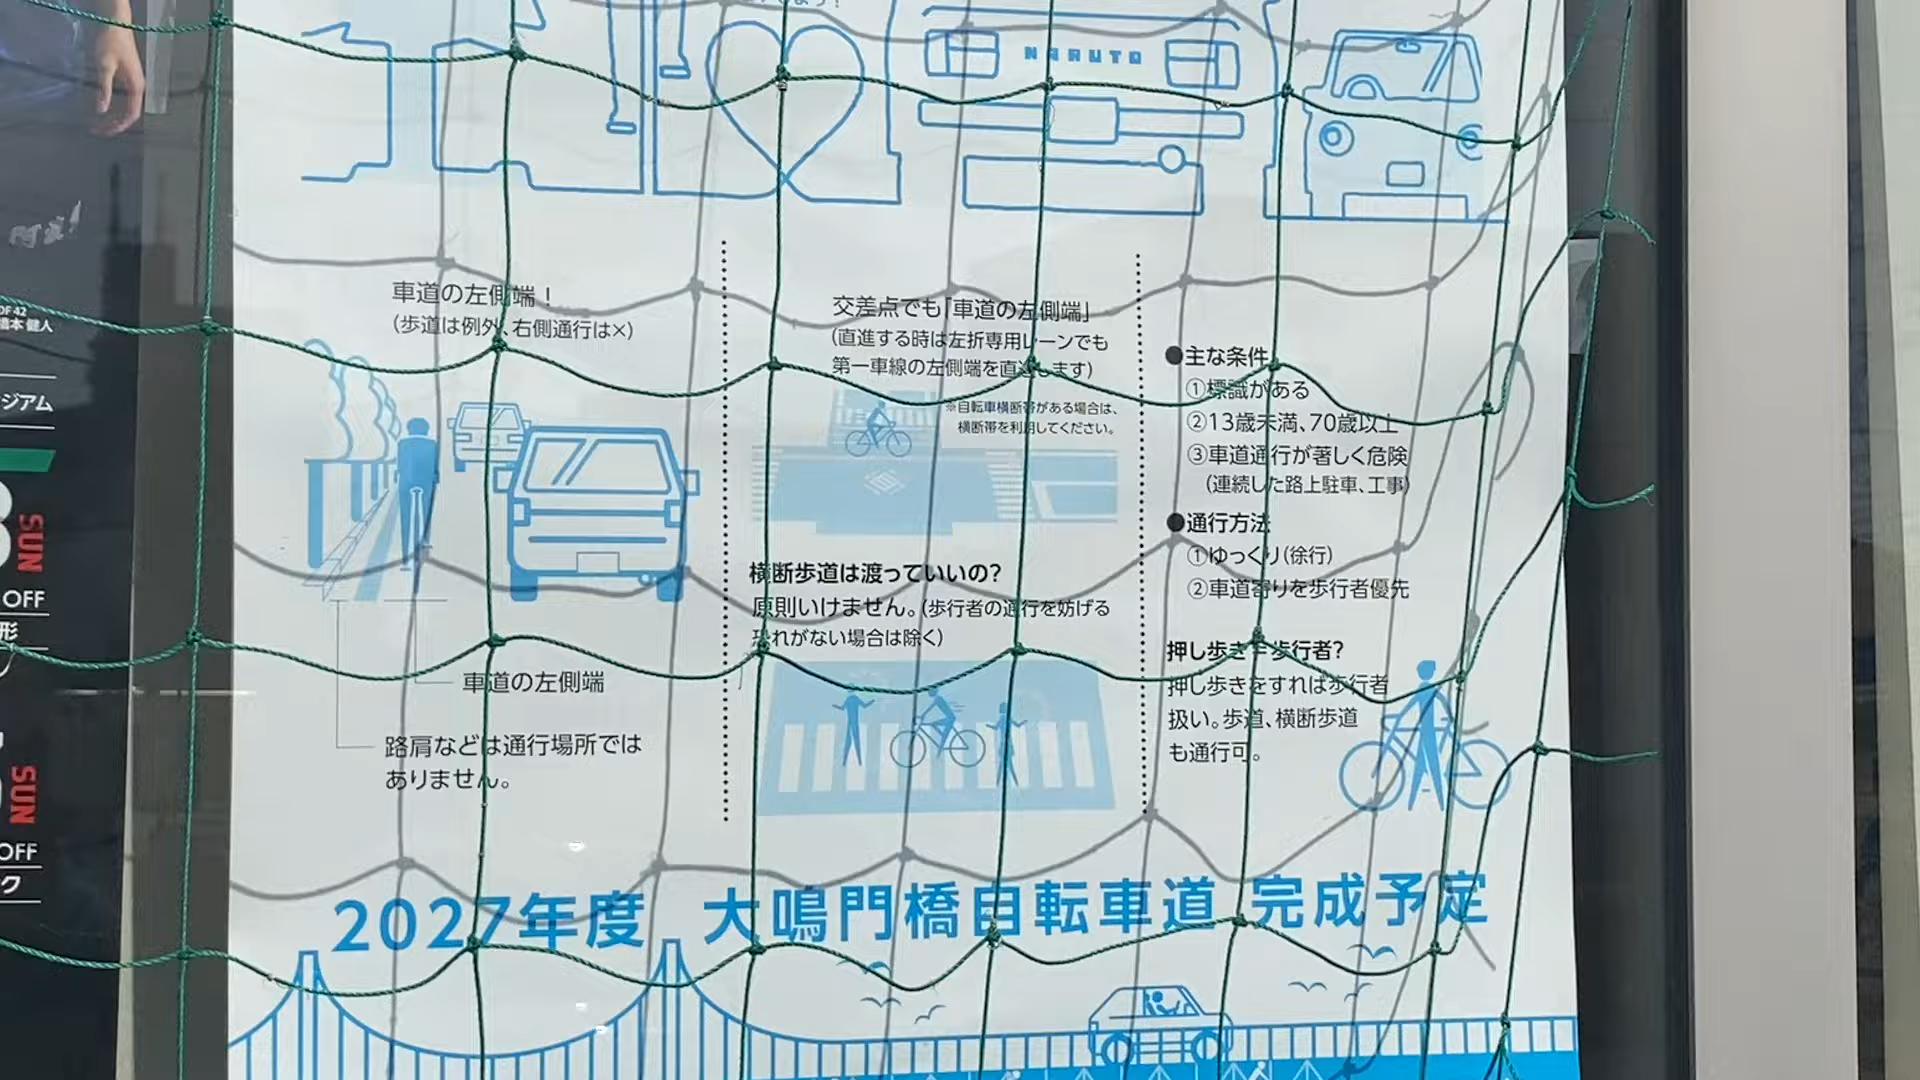 NARUTO
車道の左側端！
(歩道は例外、右側通行は×)
車道の左側端
路肩などは通行場所では
ありません。
交差点でも「車道の左側端」
(直進する時は左折専用レーンでも
第一車線の左側端を直進します)
※自転車横断帯がある場合は、
横断帯を利用してください。
横断歩道は渡っていいの?
原則いけません。(歩行者の通行を妨げる
恐れがない場合は除く)
●主な条件
①標識がある
②13歳未満、70歳以上
③車道通行が著しく危険
(連続した路上駐車、工事)
●通行方法
①ゆっくり(徐行)
②車道寄りを歩行者優先
押し歩き=歩行者?
押し歩きをすれば歩行者
扱い。歩道、横断歩道
も通行可。
2027年度 大鳴門橋自転車道 完成予定
OF 42
橋本 健人
ジアム
SUN
OFF
形
SUN
OFF
ク